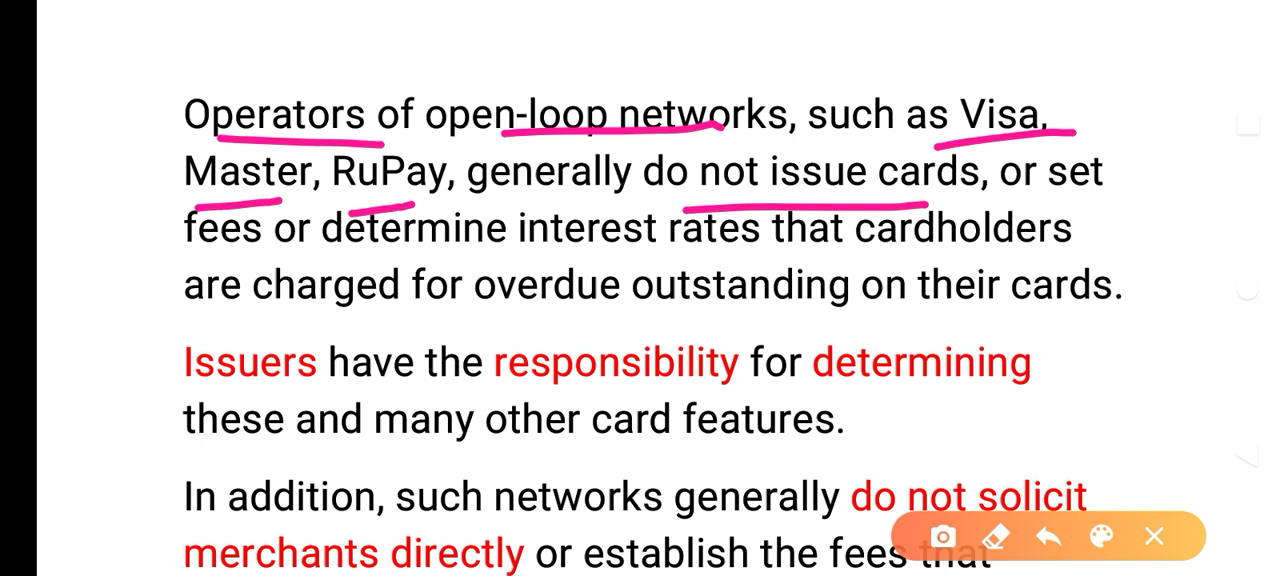 Operators of open-loop networks, such as Visa,
Master, RuPay, generally do not issue cards, or set
fees or determine interest rates that cardholders
are charged for overdue outstanding on their cards.
Issuers have the responsibility for determining
these and many other card features.
In addition, such networks generally do not solicit
merchants directly or establish the fees that